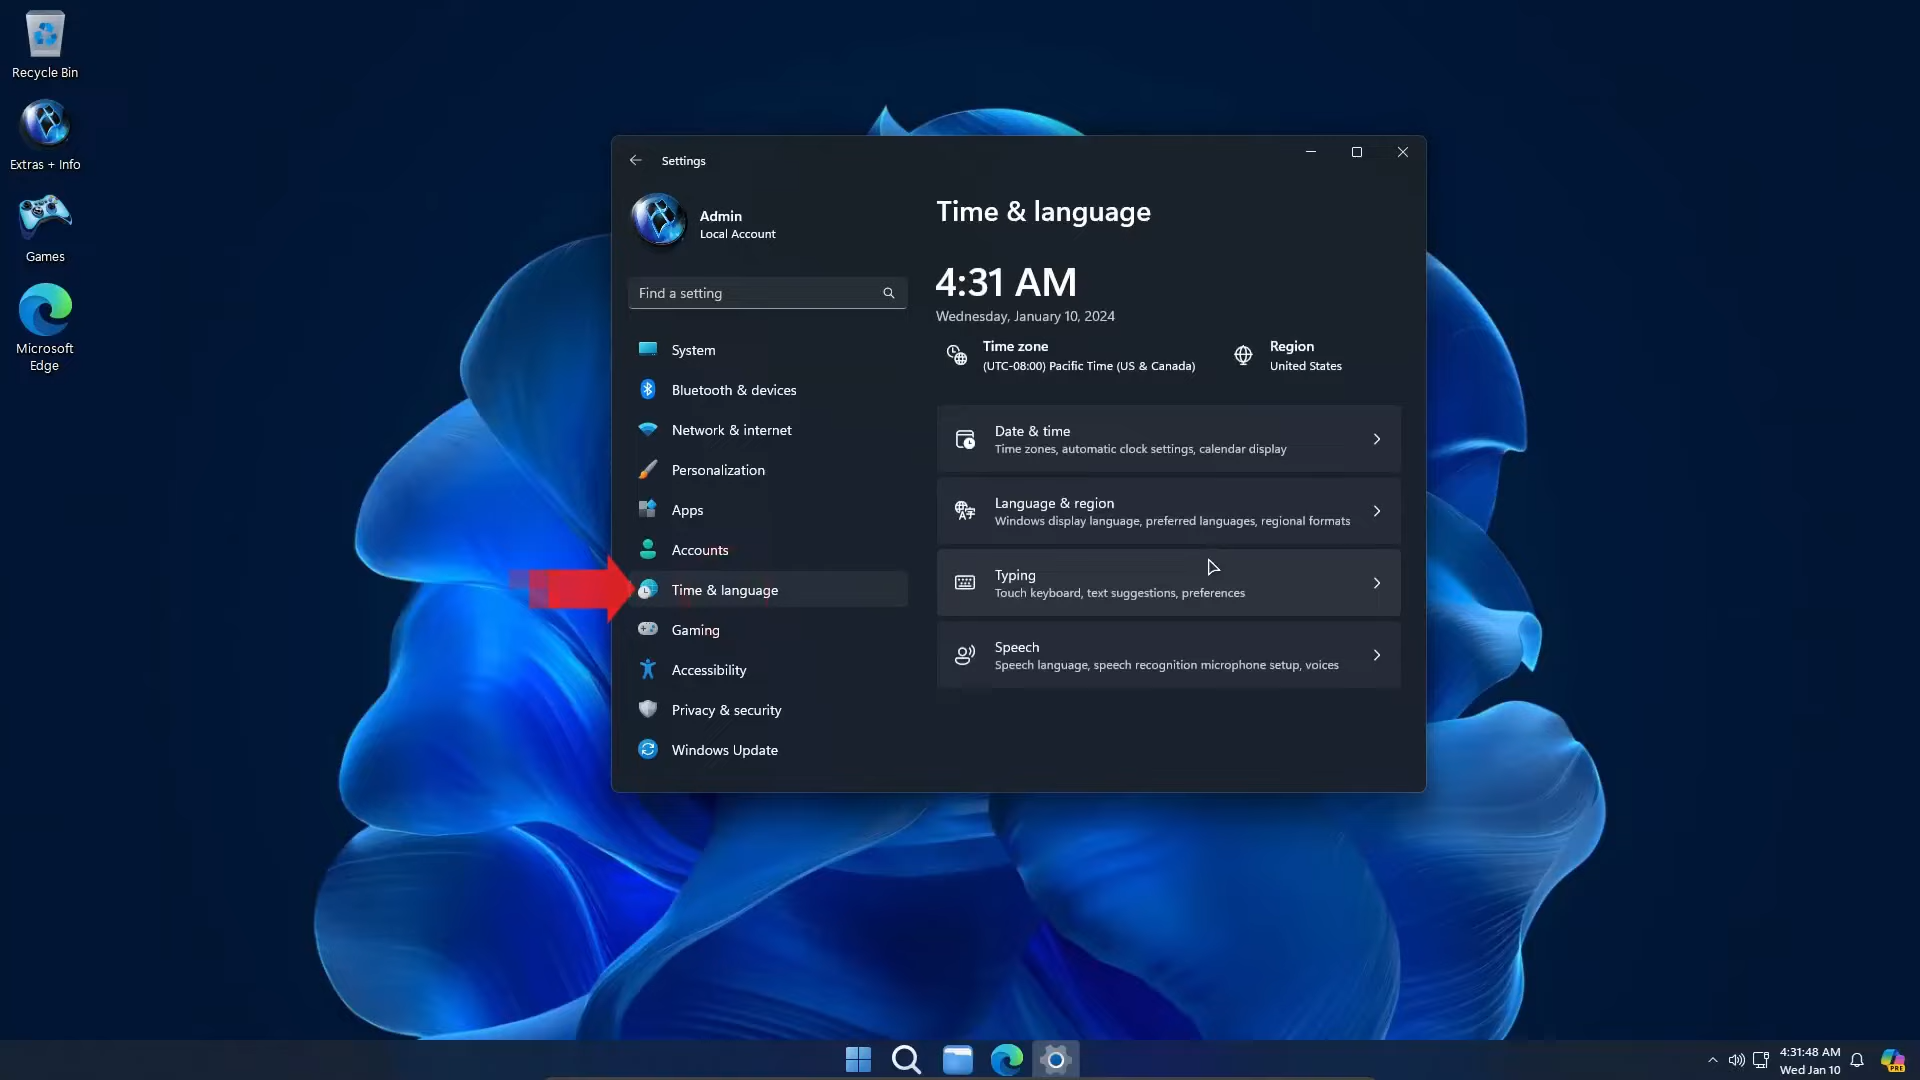 Recycle Bin
Extras + Info
Games
Microsoft
Edge
Settings
Admin
Local Account
Find a setting
System
Bluetooth & devices
Network & internet
Personalization
Apps
Accounts
Time & language
Gaming
Accessibility
Privacy & security
Windows Update
Time & language
4:31 AM
Wednesday, January 10, 2024
Time zone
(UTC-08:00) Pacific Time (US & Canada)
Region
United States
Date & time
Time zones, automatic clock settings, calendar display
Language & region
Windows display language, preferred languages, regional formats
Typing
Touch keyboard, text suggestions, preferences
Speech
Speech language, speech recognition microphone setup, voices
4:31:48 AM
Wed Jan 10
PRE